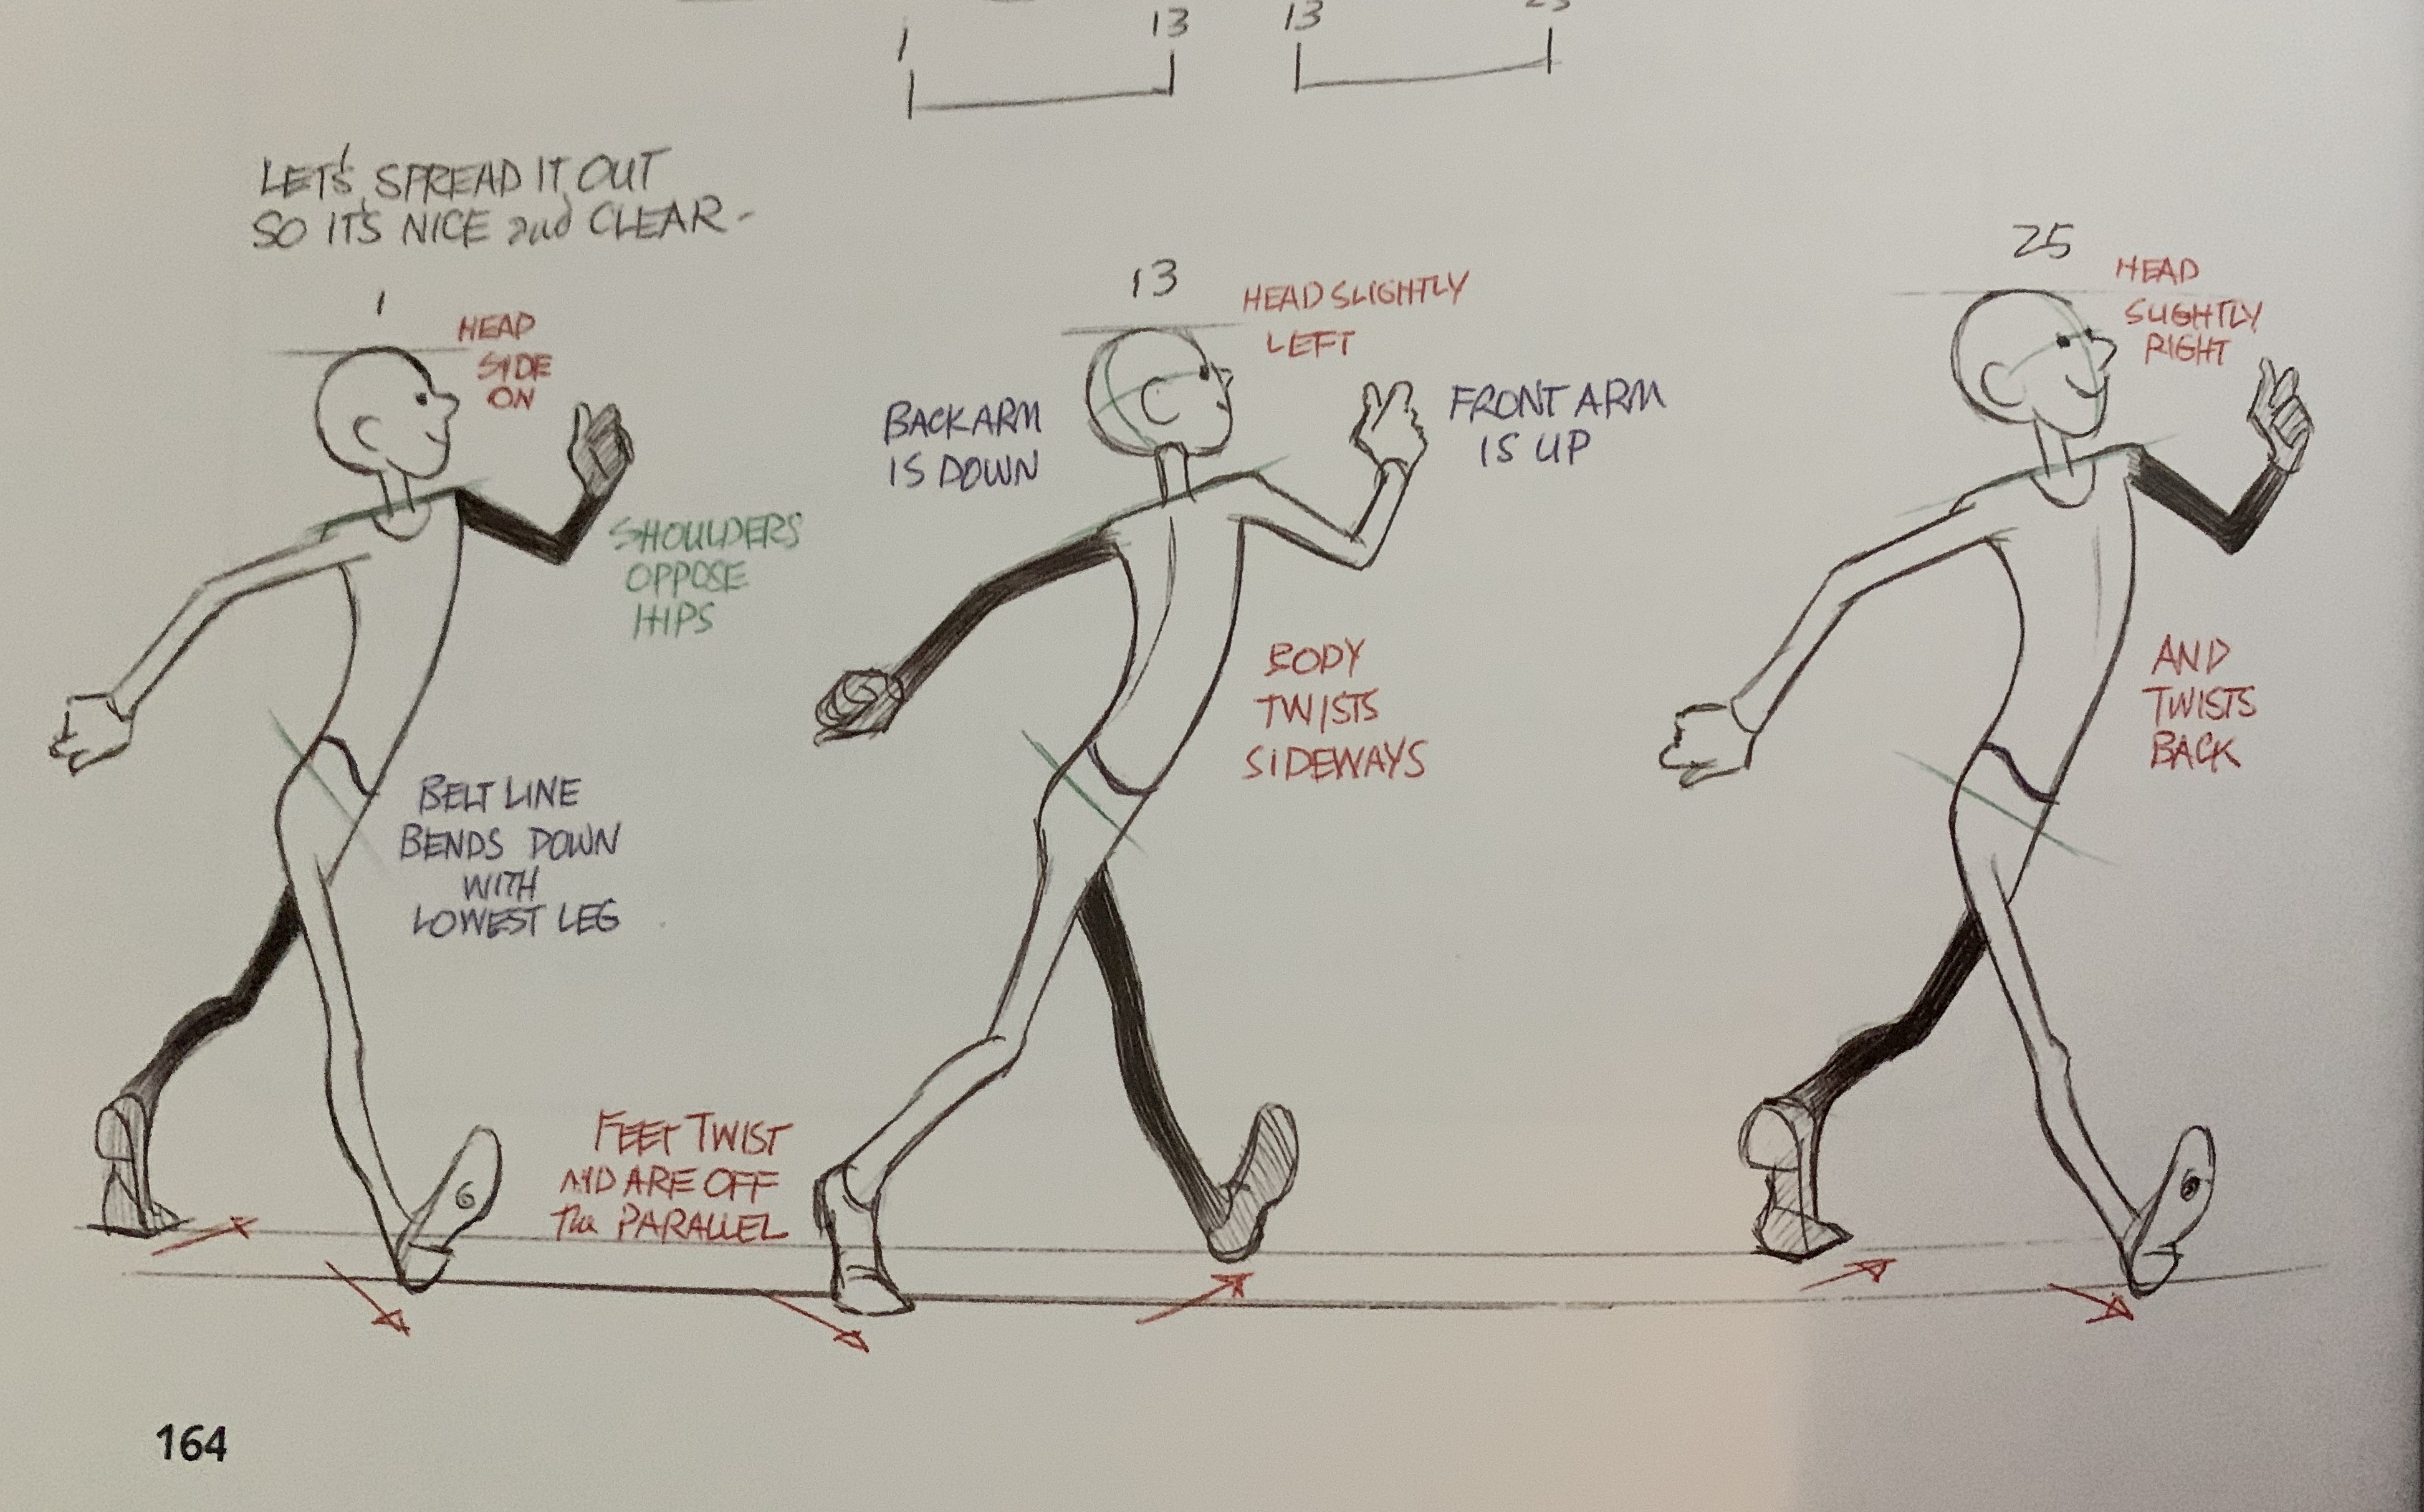 1
13
13
25
LET'S SPREAD IT OUT
SO IT'S NICE and CLEAR-
1
HEAD
SIDE
ON
13
HEAD SLIGHTLY
LEFT
25
HEAD
SLIGHTLY
RIGHT
BACK ARM
IS DOWN
FRONT ARM
IS UP
SHOULDERS
OPPOSE
HIPS
BODY
TWISTS
SIDEWAYS
AND
TWISTS
BACK
BELT LINE
BENDS DOWN
WITH
LOWEST LEG
FEET TWIST
AND ARE OFF
The PARALLEL
164